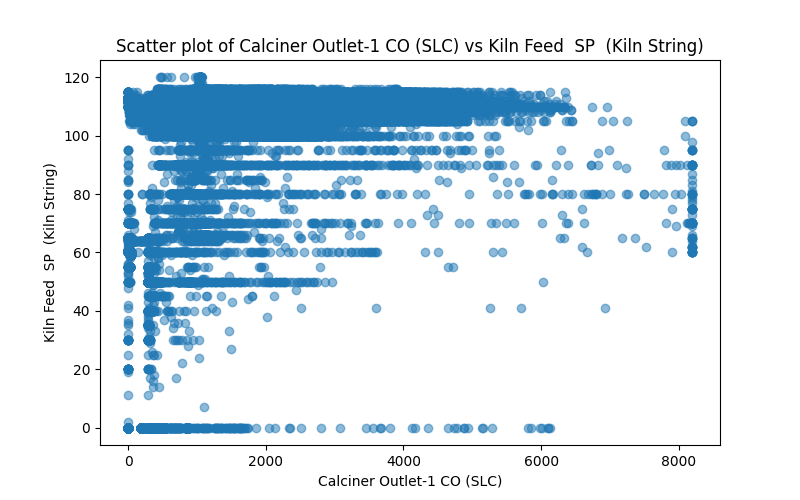 Scatter plot of Calciner Outlet-1 CO (SLC) vs Kiln Feed  SP  (Kiln String)
120
100
80
60
40
20
0
Kiln Feed  SP  (Kiln String)
0 2000 4000 6000 8000
Calciner Outlet-1 CO (SLC)